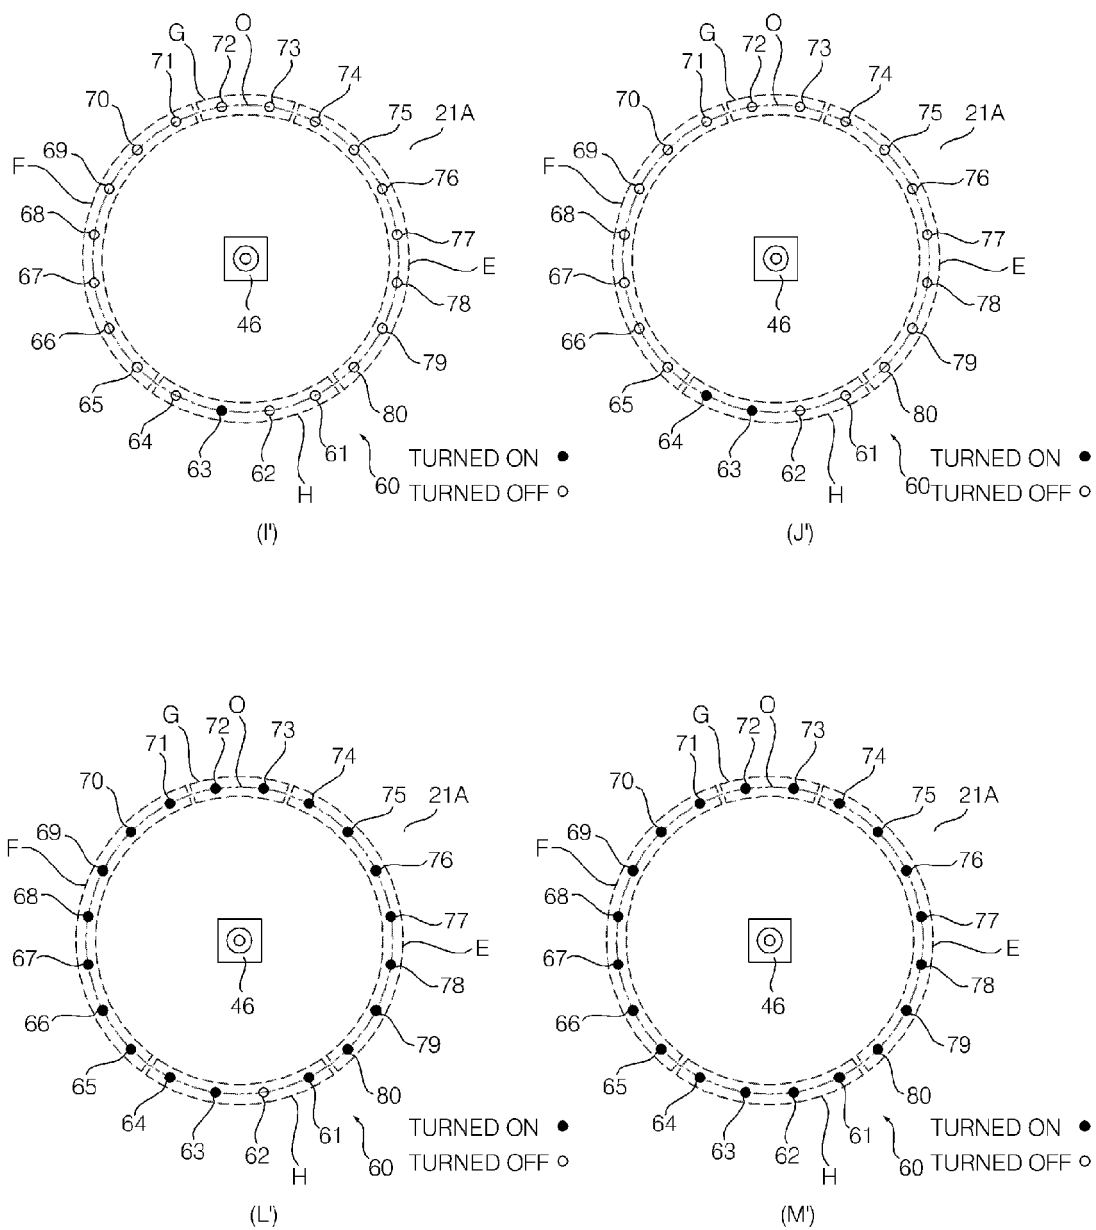 G O
71 72 73 74
70 75 21A
F 69 76
68 77
67 E
46 78
66 79
65 80
64 63 62 61
H 60
TURNED ON ●
TURNED OFF ○
(I')
G O
71 72 73 74
70 75 21A
F 69 76
68 77
67 E
46 78
66 79
65 80
64 63 62 61
H 60
TURNED ON ●
TURNED OFF ○
(J')
G O
71 72 73 74
70 75 21A
F 69 76
68 77
67 E
46 78
66 79
65 80
64 63 62 61
H 60
TURNED ON ●
TURNED OFF ○
(L')
G O
71 72 73 74
70 75 21A
F 69 76
68 77
67 E
46 78
66 79
65 80
64 63 62 61
H 60
TURNED ON ●
TURNED OFF ○
(M')